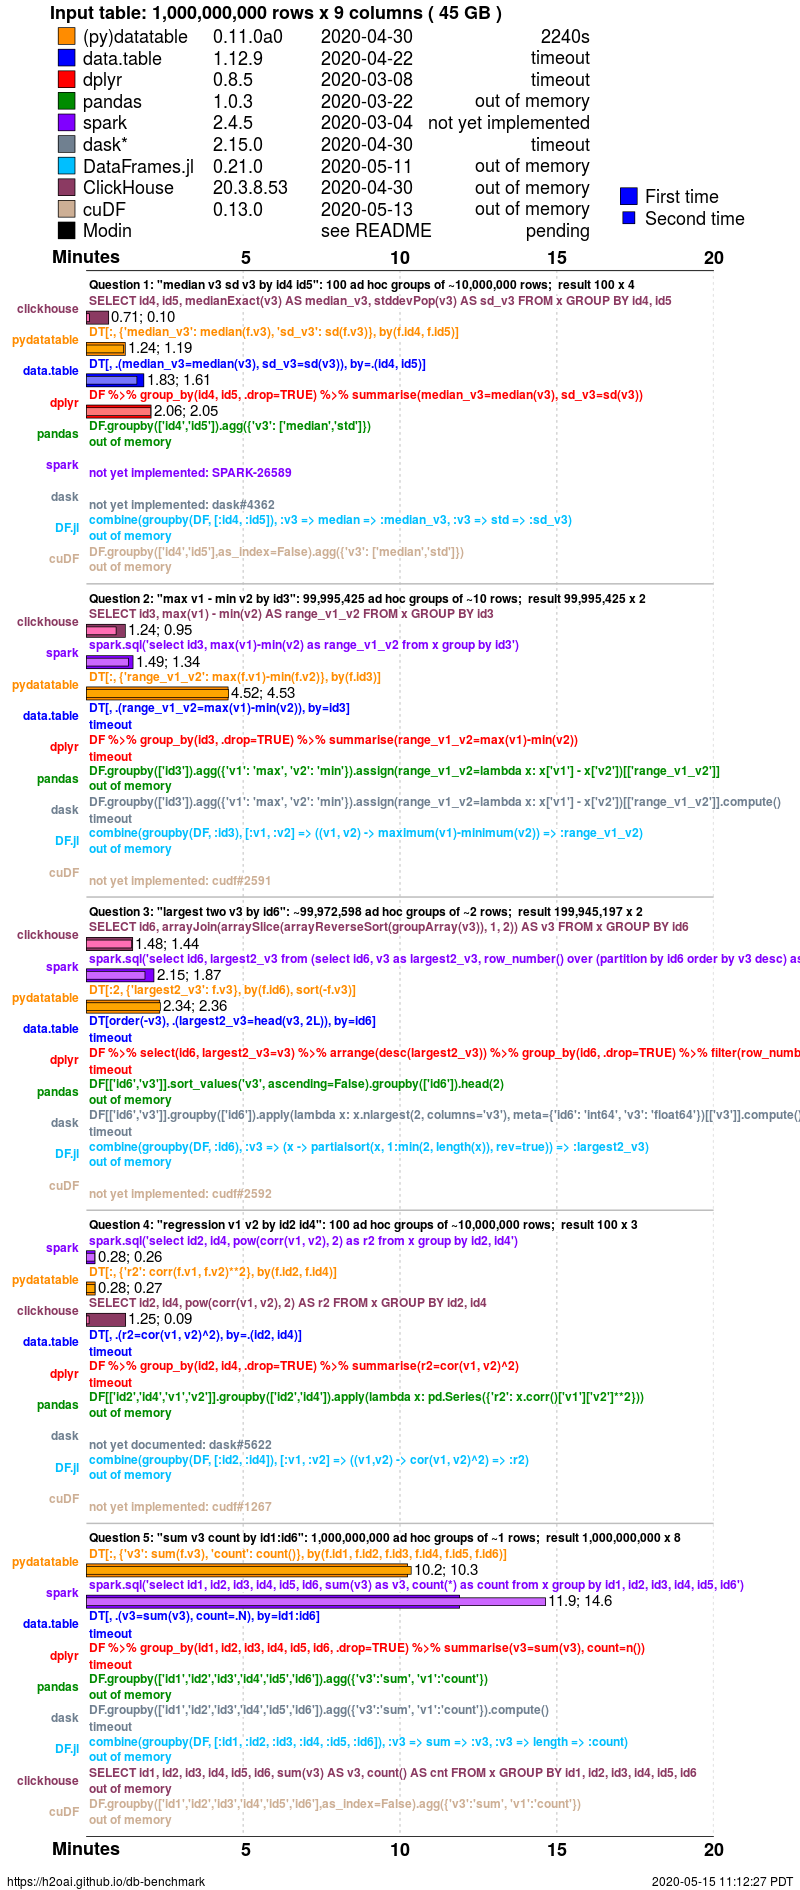 Input table: 1,000,000,000 rows x 9 columns ( 45 GB )
(py)datatable 0.11.0a0 2020-04-30 2240s
data.table 1.12.9 2020-04-22 timeout
dplyr 0.8.5 2020-03-08 timeout
pandas 1.0.3 2020-03-22 out of memory
spark 2.4.5 2020-03-04 not yet implemented
dask* 2.15.0 2020-04-30 timeout
DataFrames.jl 0.21.0 2020-05-11 out of memory
ClickHouse 20.3.8.53 2020-04-30 out of memory
cuDF 0.13.0 2020-05-13 out of memory
Modin see README pending
First time
Second time
Minutes 5 10 15 20
Question 1: "median v3 sd v3 by id4 id5": 100 ad hoc groups of ~10,000,000 rows;  result 100 x 4
SELECT id4, id5, medianExact(v3) AS median_v3, stddevPop(v3) AS sd_v3 FROM x GROUP BY id4, id5
clickhouse 0.71; 0.10
DT[:, {'median_v3': median(f.v3), 'sd_v3': sd(f.v3)}, by(f.id4, f.id5)]
pydatatable 1.24; 1.19
DT[, .(median_v3=median(v3), sd_v3=sd(v3)), by=.(id4, id5)]
data.table 1.83; 1.61
DF %>% group_by(id4, id5, .drop=TRUE) %>% summarise(median_v3=median(v3), sd_v3=sd(v3))
dplyr 2.06; 2.05
DF.groupby(['id4','id5']).agg({'v3': ['median','std']})
pandas out of memory
spark not yet implemented: SPARK-26589
dask not yet implemented: dask#4362
combine(groupby(DF, [:id4, :id5]), :v3 => median => :median_v3, :v3 => std => :sd_v3)
DF.jl out of memory
DF.groupby(['id4','id5'],as_index=False).agg({'v3': ['median','std']})
cuDF out of memory
Question 2: "max v1 - min v2 by id3": 99,995,425 ad hoc groups of ~10 rows;  result 99,995,425 x 2
SELECT id3, max(v1) - min(v2) AS range_v1_v2 FROM x GROUP BY id3
clickhouse 1.24; 0.95
spark.sql('select id3, max(v1)-min(v2) as range_v1_v2 from x group by id3')
spark 1.49; 1.34
DT[:, {'range_v1_v2': max(f.v1)-min(f.v2)}, by(f.id3)]
pydatatable 4.52; 4.53
DT[, .(range_v1_v2=max(v1)-min(v2)), by=id3]
data.table timeout
DF %>% group_by(id3, .drop=TRUE) %>% summarise(range_v1_v2=max(v1)-min(v2))
dplyr timeout
DF.groupby(['id3']).agg({'v1': 'max', 'v2': 'min'}).assign(range_v1_v2=lambda x: x['v1'] - x['v2'])[['range_v1_v2']]
pandas out of memory
DF.groupby(['id3']).agg({'v1': 'max', 'v2': 'min'}).assign(range_v1_v2=lambda x: x['v1'] - x['v2'])[['range_v1_v2']].compute()
dask timeout
combine(groupby(DF, :id3), [:v1, :v2] => ((v1, v2) -> maximum(v1)-minimum(v2)) => :range_v1_v2)
DF.jl out of memory
cuDF not yet implemented: cudf#2591
Question 3: "largest two v3 by id6": ~99,972,598 ad hoc groups of ~2 rows;  result 199,945,197 x 2
SELECT id6, arrayJoin(arraySlice(arrayReverseSort(groupArray(v3)), 1, 2)) AS v3 FROM x GROUP BY id6
clickhouse 1.48; 1.44
spark.sql('select id6, largest2_v3 from (select id6, v3 as largest2_v3, row_number() over (partition by id6 order by v3 desc) as
spark 2.15; 1.87
DT[:2, {'largest2_v3': f.v3}, by(f.id6), sort(-f.v3)]
pydatatable 2.34; 2.36
DT[order(-v3), .(largest2_v3=head(v3, 2L)), by=id6]
data.table timeout
DF %>% select(id6, largest2_v3=v3) %>% arrange(desc(largest2_v3)) %>% group_by(id6, .drop=TRUE) %>% filter(row_numb
dplyr timeout
DF[['id6','v3']].sort_values('v3', ascending=False).groupby(['id6']).head(2)
pandas out of memory
DF[['id6','v3']].groupby(['id6']).apply(lambda x: x.nlargest(2, columns='v3'), meta={'id6': 'int64', 'v3': 'float64'})[['v3']].compute()
dask timeout
combine(groupby(DF, :id6), :v3 => (x -> partialsort(x, 1:min(2, length(x)), rev=true)) => :largest2_v3)
DF.jl out of memory
cuDF not yet implemented: cudf#2592
Question 4: "regression v1 v2 by id2 id4": 100 ad hoc groups of ~10,000,000 rows;  result 100 x 3
spark.sql('select id2, id4, pow(corr(v1, v2), 2) as r2 from x group by id2, id4')
spark 0.28; 0.26
DT[:, {'r2': corr(f.v1, f.v2)**2}, by(f.id2, f.id4)]
pydatatable 0.28; 0.27
SELECT id2, id4, pow(corr(v1, v2), 2) AS r2 FROM x GROUP BY id2, id4
clickhouse 1.25; 0.09
DT[, .(r2=cor(v1, v2)^2), by=.(id2, id4)]
data.table timeout
DF %>% group_by(id2, id4, .drop=TRUE) %>% summarise(r2=cor(v1, v2)^2)
dplyr timeout
DF[['id2','id4','v1','v2']].groupby(['id2','id4']).apply(lambda x: pd.Series({'r2': x.corr()['v1']['v2']**2}))
pandas out of memory
dask not yet documented: dask#5622
combine(groupby(DF, [:id2, :id4]), [:v1, :v2] => ((v1,v2) -> cor(v1, v2)^2) => :r2)
DF.jl out of memory
cuDF not yet implemented: cudf#1267
Question 5: "sum v3 count by id1:id6": 1,000,000,000 ad hoc groups of ~1 rows;  result 1,000,000,000 x 8
DT[:, {'v3': sum(f.v3), 'count': count()}, by(f.id1, f.id2, f.id3, f.id4, f.id5, f.id6)]
pydatatable 10.2; 10.3
spark.sql('select id1, id2, id3, id4, id5, id6, sum(v3) as v3, count(*) as count from x group by id1, id2, id3, id4, id5, id6')
spark 11.9; 14.6
DT[, .(v3=sum(v3), count=.N), by=id1:id6]
data.table timeout
DF %>% group_by(id1, id2, id3, id4, id5, id6, .drop=TRUE) %>% summarise(v3=sum(v3), count=n())
dplyr timeout
DF.groupby(['id1','id2','id3','id4','id5','id6']).agg({'v3':'sum', 'v1':'count'})
pandas out of memory
DF.groupby(['id1','id2','id3','id4','id5','id6']).agg({'v3':'sum', 'v1':'count'}).compute()
dask timeout
combine(groupby(DF, [:id1, :id2, :id3, :id4, :id5, :id6]), :v3 => sum => :v3, :v3 => length => :count)
DF.jl out of memory
SELECT id1, id2, id3, id4, id5, id6, sum(v3) AS v3, count() AS cnt FROM x GROUP BY id1, id2, id3, id4, id5, id6
clickhouse out of memory
DF.groupby(['id1','id2','id3','id4','id5','id6'],as_index=False).agg({'v3':'sum', 'v1':'count'})
cuDF out of memory
Minutes 5 10 15 20
https://h2oai.github.io/db-benchmark 2020-05-15 11:12:27 PDT